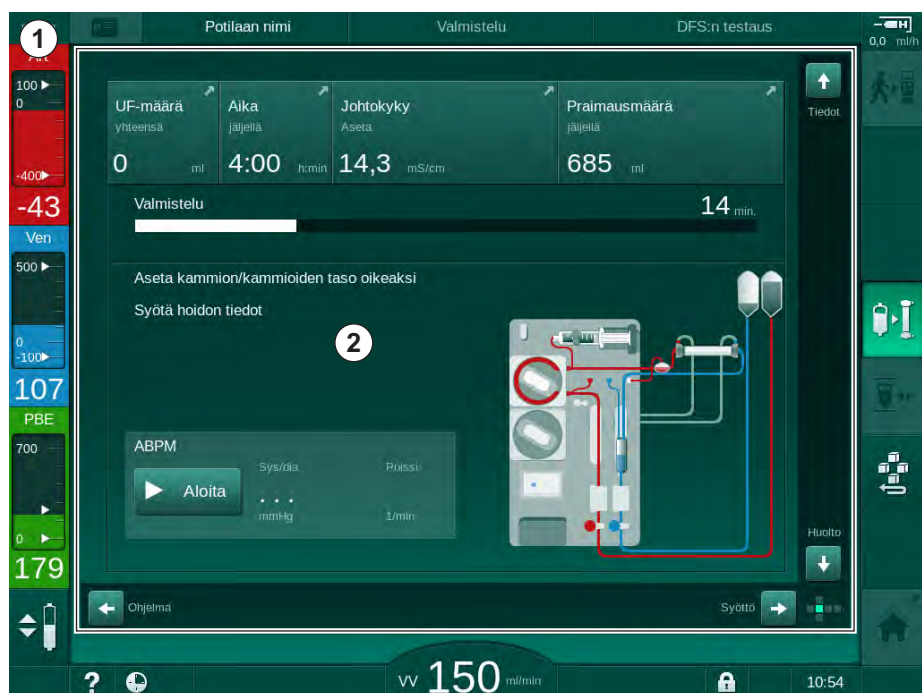 1
Potilaan nimi
Valmistelu
DFS:n testaus
0,0 ml/h
100
0
-400
-43
Ven
500
0
-100
107
PBE
700
0
179
UF-määrä
yhteensä
0 ml
Aika
jäljellä
4:00 h:min
Johtokyky
Aseta
14,3 mS/cm
Praimausmäärä
jäljellä
685 ml
Tiedot
Valmistelu
14 min.
Aseta kammion/kammioiden taso oikeaksi
Syötä hoidon tiedot
2
ABPM
Aloita
Sys/dia
. . .
mmHg
Pulssi
1/min
Huolto
Ohjelma
Syöttö
?
VV 150 ml/min
10:54